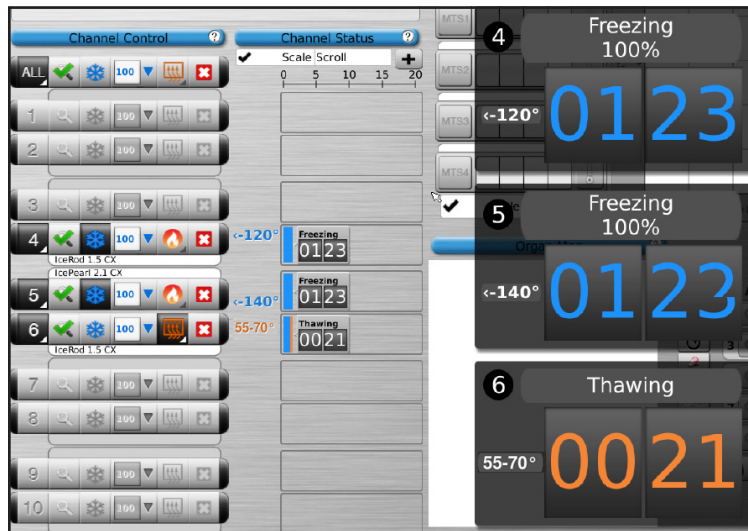 Channel Control ?
ALL 100
1 100
2 100
3 100
4 100
IceRod 1.5 CX
IcePearl 2.1 CX
5 100
6 100
IceRod 1.5 CX
7 100
8 100
9 100
10 100
Channel Status ?
Scale Scroll +
0 5 10 15 20
‹-120° Freezing
0123
‹-140° Freezing
0123
55-70° Thawing
0021
MTS1
MTS2
MTS3
MTS4
4 Freezing
100%
‹-120° 0123
5 Freezing
100%
‹-140° 0123
6 Thawing
55-70° 0021
3